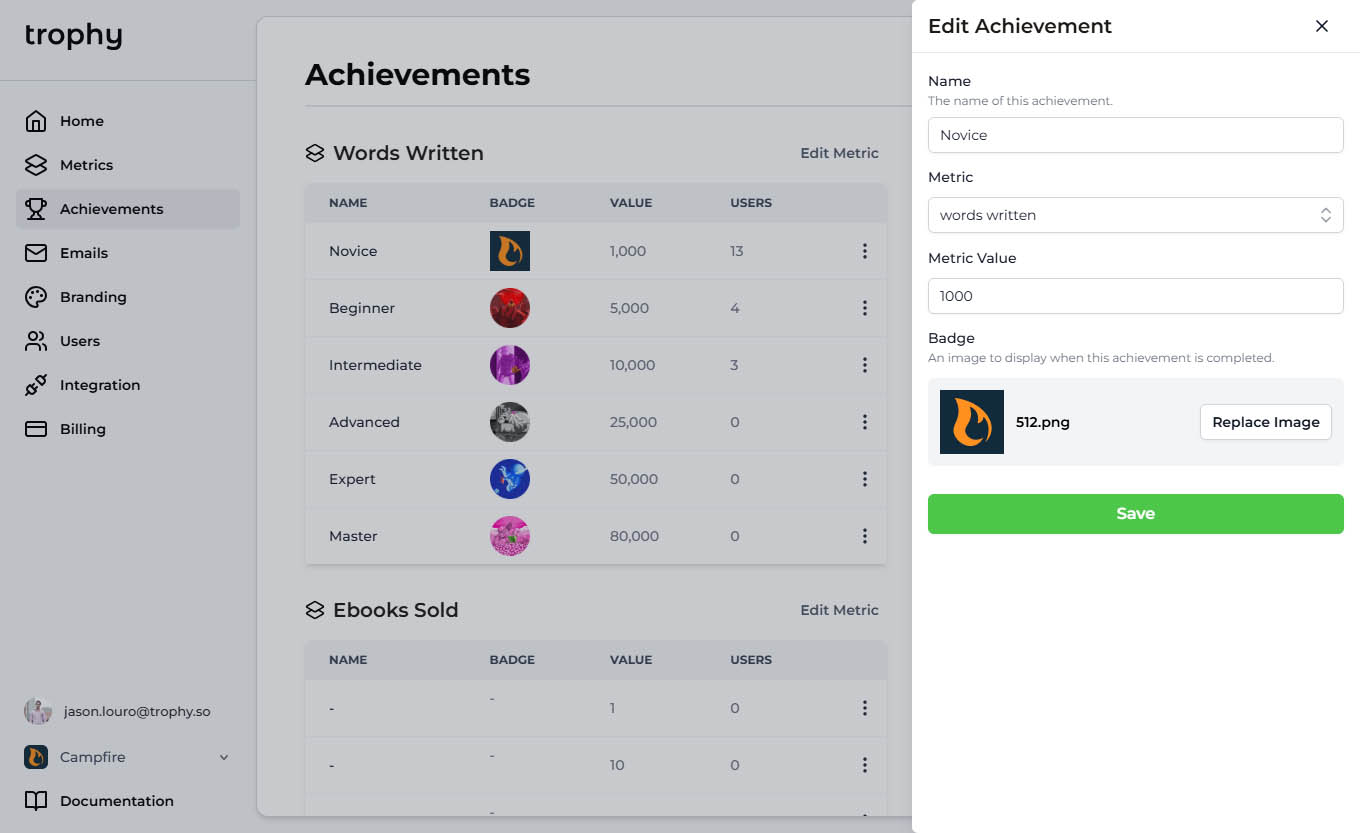 trophy
Home
Metrics
Achievements
Emails
Branding
Users
Integration
Billing
jason.louro@trophy.so
Campfire
Documentation
Achievements
Words Written
Edit Metric
NAME BADGE VALUE USERS
Novice 1,000 13
Beginner 5,000 4
Intermediate 10,000 3
Advanced 25,000 0
Expert 50,000 0
Master 80,000 0
Ebooks Sold
Edit Metric
NAME BADGE VALUE USERS
- - 1 0
- - 10 0
-
Edit Achievement
Name
The name of this achievement.
Novice
Metric
words written
Metric Value
1000
Badge
An image to display when this achievement is completed.
512.png
Replace Image
Save